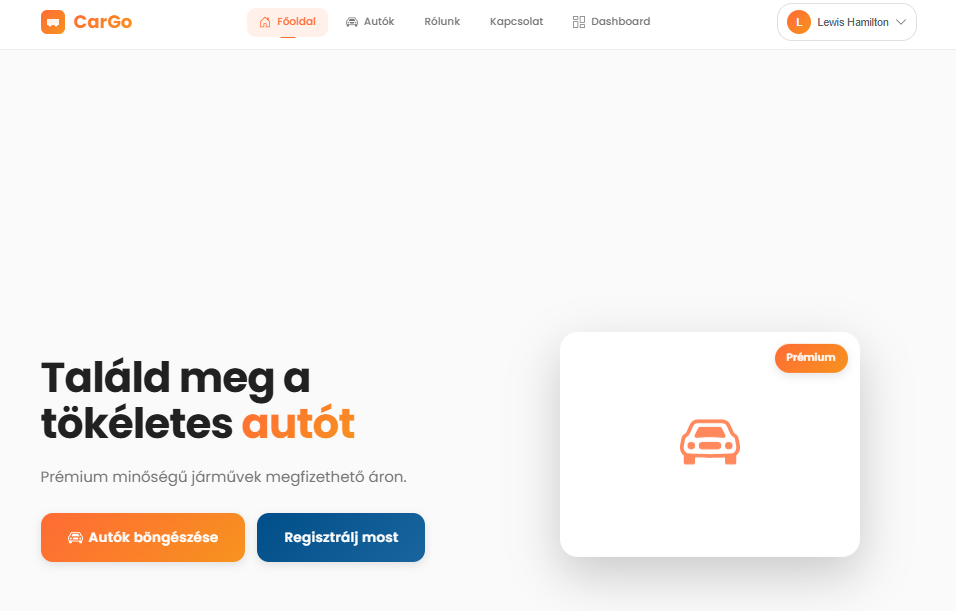 CarGo
Főoldal
Autók
Rólunk
Kapcsolat
Dashboard
L
Lewis Hamilton
Találd meg a
tökéletes autót
Prémium minőségű járművek megfizethető áron.
Autók böngészése
Regisztrálj most
Prémium